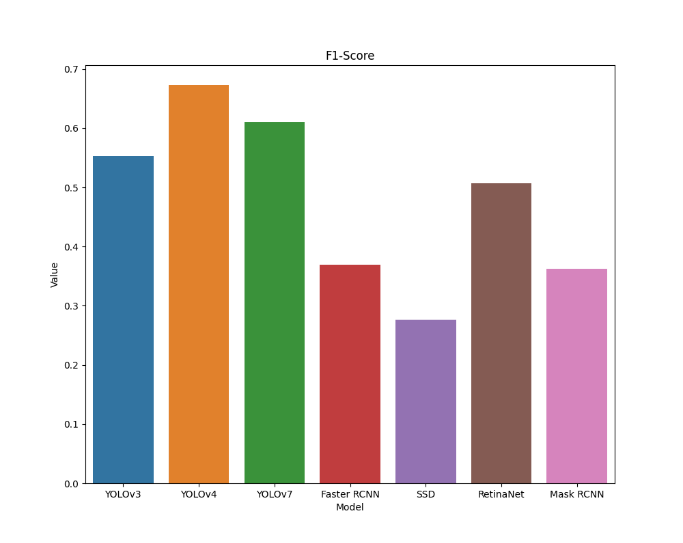 F1-Score
Value
0.7
0.6
0.5
0.4
0.3
0.2
0.1
0.0
YOLOv3 YOLOv4 YOLOv7 Faster RCNN SSD RetinaNet Mask RCNN
Model